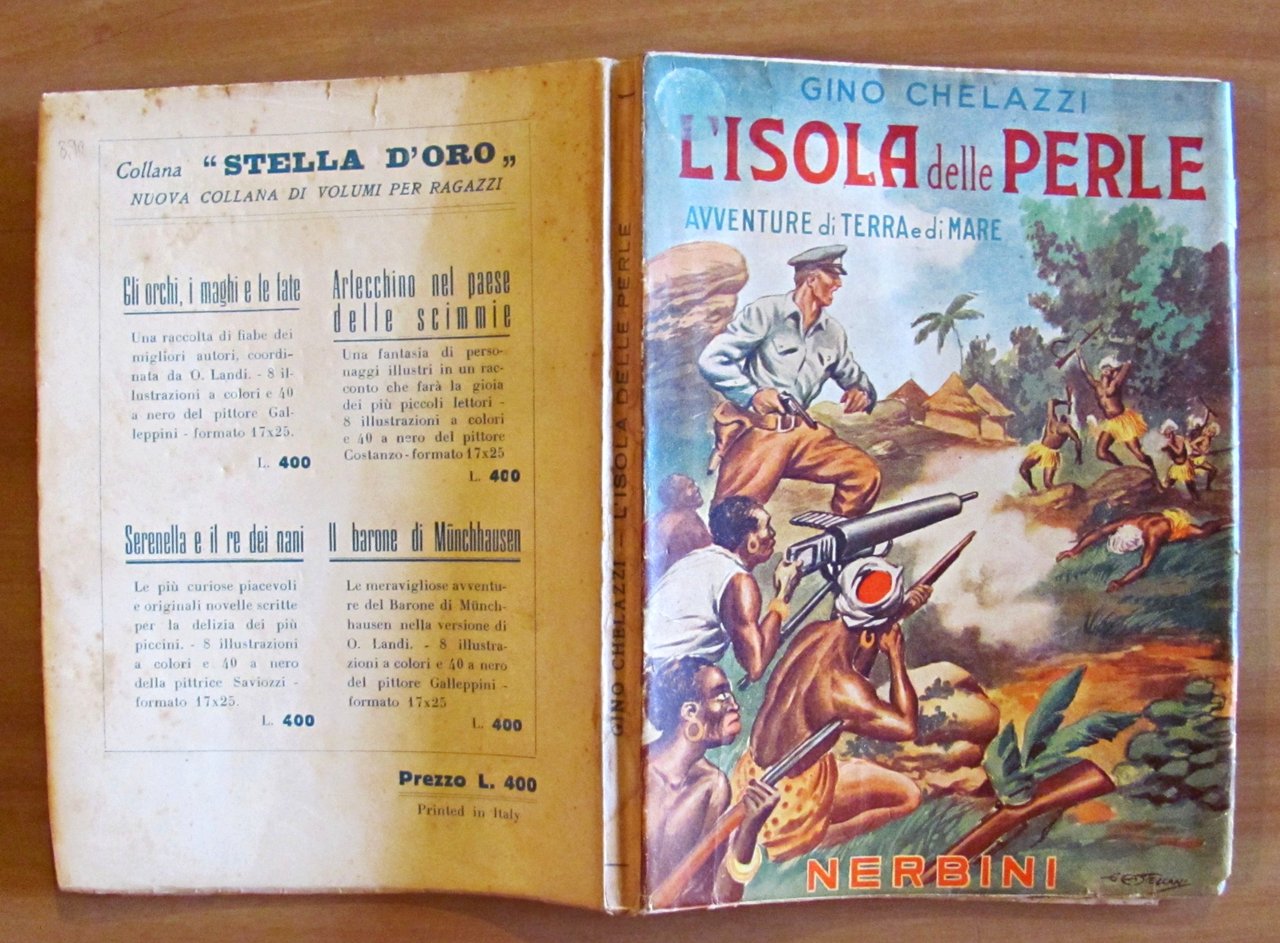 Collana "STELLA D'ORO„
NUOVA COLLANA DI VOLUMI PER RAGAZZI
Gli orchi, i maghi e le fate
Una raccolta di fiabe dei
migliori autori, coordi-
nata da O. Landi. - 8 il-
lustrazioni a colori e 40
a nero del pittore Gal-
leppini - formato 17x25.
L. 400
Arlecchino nel paese
delle scimmie
Una fantasia di perso-
naggi illustri in un rac-
conto che farà la gioia
dei più piccoli lettori -
8 illustrazioni a colori
e 40 a nero del pittore
Costanzo - formato 17x25
L. 400
Serenella e il re dei nani
Le più curiose piacevoli
e originali novelle scritte
per la delizia dei più
piccini. - 8 illustrazioni
a colori e 40 a nero
della pittrice Saviozzi -
formato 17x25.
L. 400
Il barone di Münchhausen
Le meravigliose avventu-
re del Barone di Münch-
hausen nella versione di
O. Landi. - 8 illustra-
zioni a colori e 40 a nero
del pittore Galleppini -
formato 17x25
L. 400
Prezzo L. 400
Printed in Italy
GINO CHELAZZI — L'ISOLA DELLE PERLE
GINO CHELAZZI
L'ISOLA delle PERLE
AVVENTURE di TERRA e di MARE
NERBINI